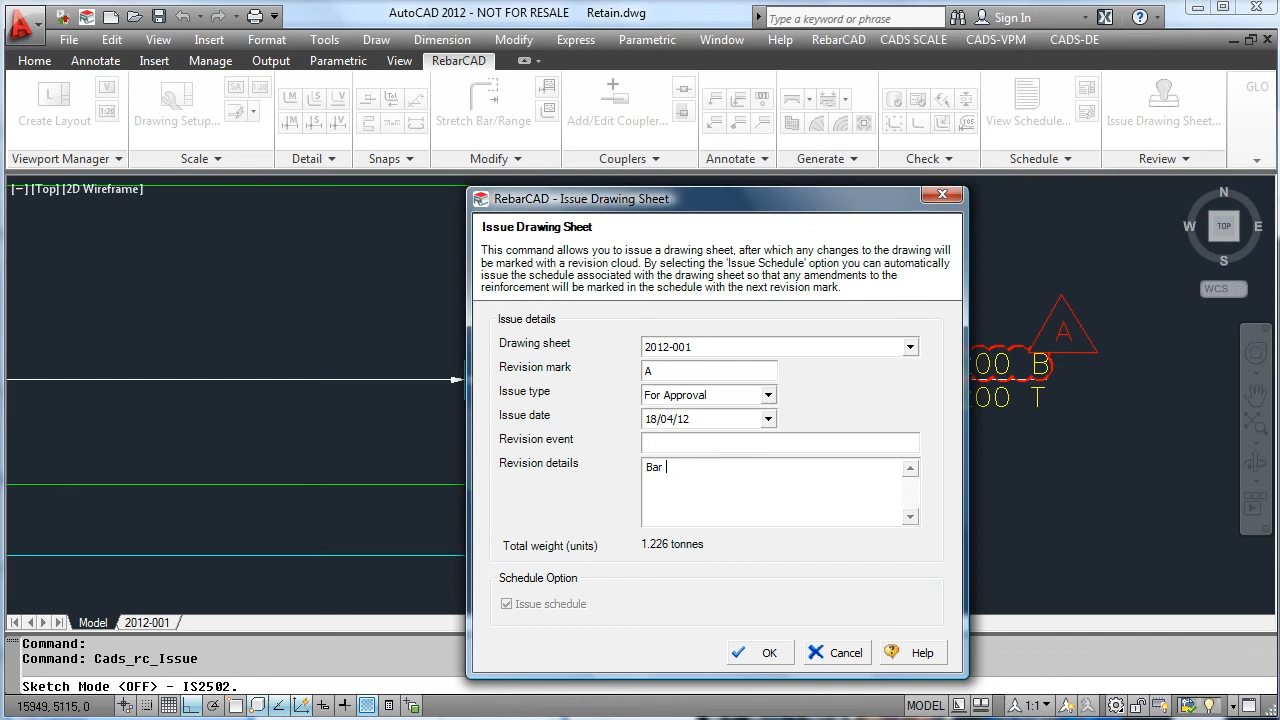 AutoCAD 2012 - NOT FOR RESALE Retain.dwg
Type a keyword or phrase
Sign In
File Edit View Insert Format Tools Draw Dimension Modify Express Parametric Window Help RebarCAD CADS SCALE CADS-VPM CADS-DE
Home Annotate Insert Manage Output Parametric View RebarCAD
GLO
Create Layout Drawing Setup... Stretch Bar/Range Add/Edit Coupler... View Schedule... Issue Drawing Sheet...
Viewport Manager Scale Detail Snaps Modify Couplers Annotate Generate Check Schedule Review
[−] [Top] [2D Wireframe]
N
W TOP E
S
WCS
RebarCAD - Issue Drawing Sheet
Issue Drawing Sheet
This command allows you to issue a drawing sheet, after which any changes to the drawing will
be marked with a revision cloud. By selecting the 'Issue Schedule' option you can automatically
issue the schedule associated with the drawing sheet so that any amendments to the
reinforcement will be marked in the schedule with the next revision mark.
Issue details
Drawing sheet 2012-001
Revision mark A
Issue type For Approval
Issue date 18/04/12
Revision event
Revision details Bar
Total weight (units) 1.226 tonnes
Schedule Option
Issue schedule
OK Cancel Help
A
00 B
00 T
Model 2012-001
Command:
Command: Cads_rc_Issue
Sketch Mode <OFF> - IS2502.
15949, 5115, 0
MODEL
1:1